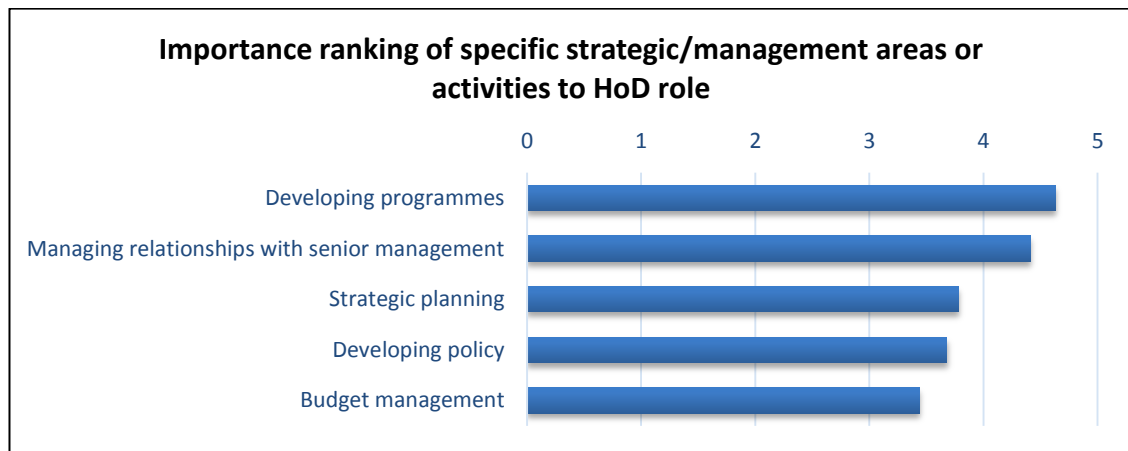 Importance ranking of specific strategic/management areas or
activities to HoD role
0 1 2 3 4 5
Developing programmes
Managing relationships with senior management
Strategic planning
Developing policy
Budget management